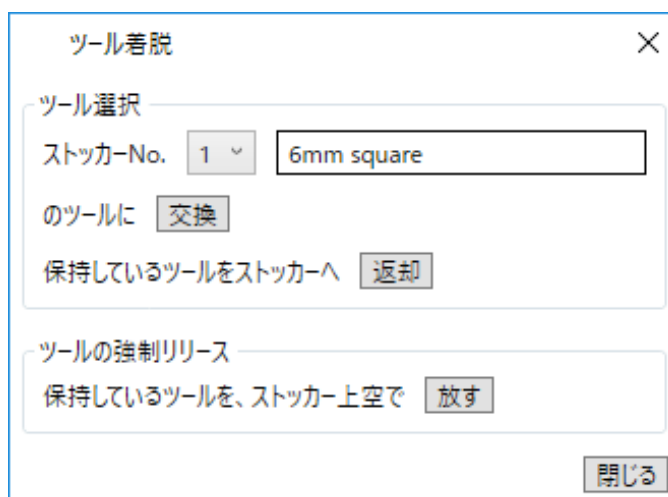 ツール着脱
ツール選択
ストッカーNo. 1 6mm square
のツールに 交換
保持しているツールをストッカーへ 返却
ツールの強制リリース
保持しているツールを、ストッカー上空で 放す
閉じる